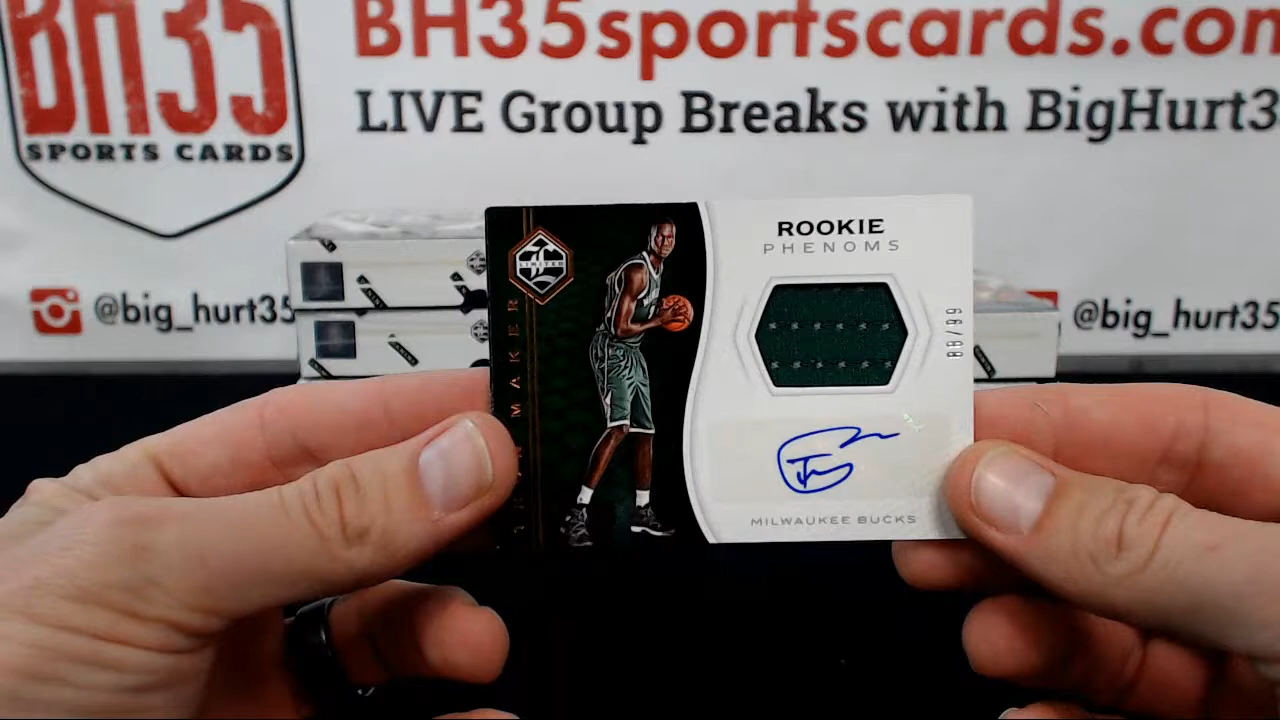 BH35
SPORTS CARDS
BH35sportscards.com
LIVE Group Breaks with BigHurt3
@big_hurt35
@big_hurt35
LIMITED
MAKER
ROOKIE
PHENOMS
88/99
MILWAUKEE BUCKS